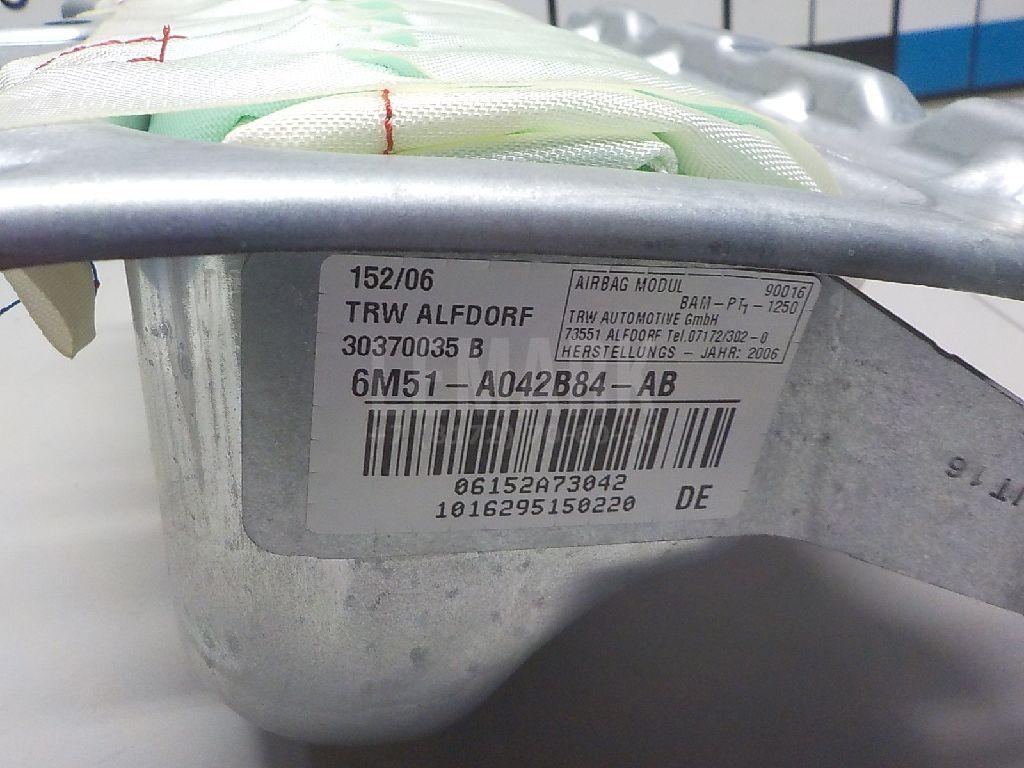 152/06
TRW ALFDORF
30370035 B
AIRBAG MODUL 90016
BAM-PT1-1250
TRW AUTOMOTIVE GmbH
73551 ALFDORF Tel.07172/302-0
HERSTELLUNGS - JAHR: 2006
6M51-A042B84-AB
06152A73042
1016295150220
DE